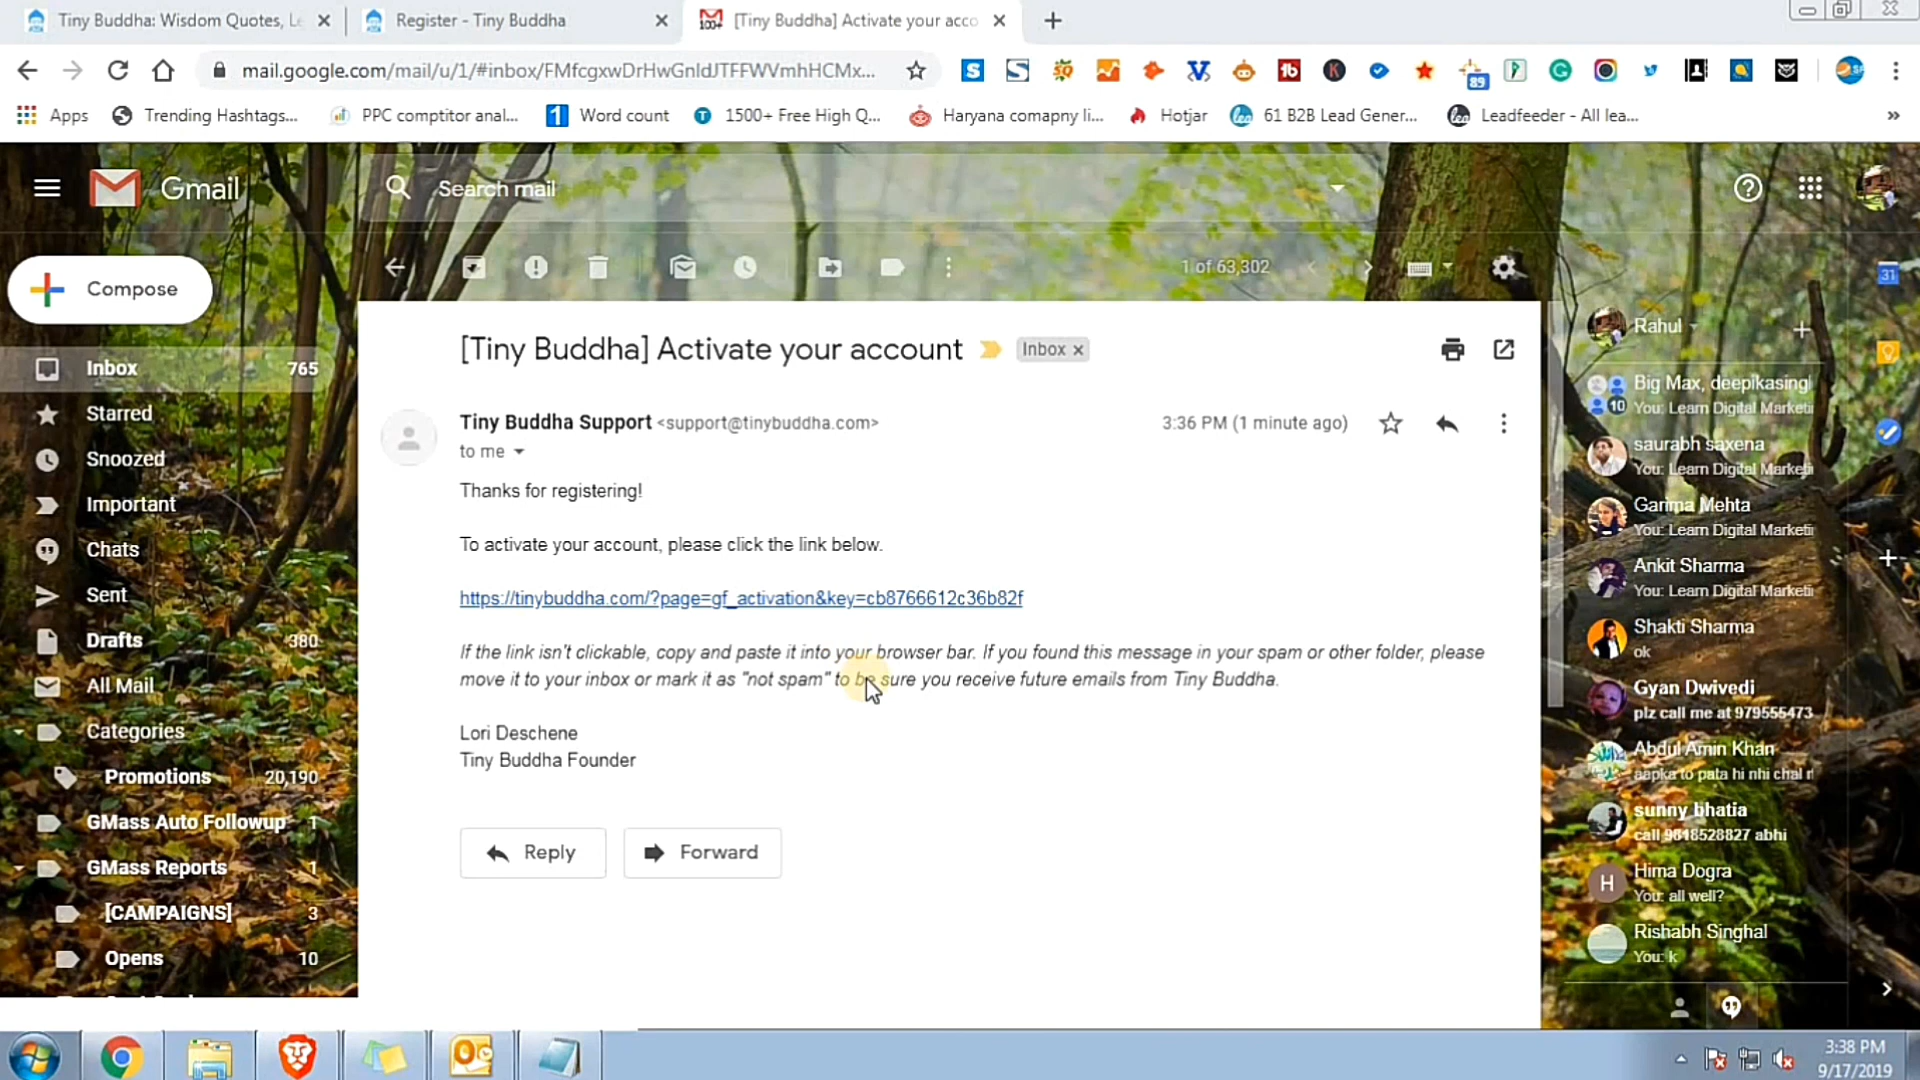 Tiny Buddha: Wisdom Quotes, Le
Register - Tiny Buddha
[Tiny Buddha] Activate your acco
mail.google.com/mail/u/1/#inbox/FMfcgxwDrHwGnldJTFFWVmhHCMx...
Apps
Trending Hashtags...
PPC comptitor anal...
Word count
1500+ Free High Q...
Haryana comapny li...
Hotjar
61 B2B Lead Gener...
Leadfeeder - All lea...
Gmail
Search mail
Compose
1 of 63,302
Inbox 765
Starred
Snoozed
Important
Chats
Sent
Drafts 380
All Mail
Categories
Promotions 20,190
GMass Auto Followup 1
GMass Reports 1
[CAMPAIGNS] 3
Opens 10
[Tiny Buddha] Activate your account
Inbox x
Tiny Buddha Support <support@tinybuddha.com>
3:36 PM (1 minute ago)
to me
Thanks for registering!
To activate your account, please click the link below.
https://tinybuddha.com/?page=gf_activation&key=cb8766612c36b82f
If the link isn't clickable, copy and paste it into your browser bar. If you found this message in your spam or other folder, please
move it to your inbox or mark it as "not spam" to be sure you receive future emails from Tiny Buddha.
Lori Deschene
Tiny Buddha Founder
Reply
Forward
Rahul
Big Max, deepikasingl
10
You: Learn Digital Marketi
saurabh saxena
You: Learn Digital Marketi
Garima Mehta
You: Learn Digital Marketi
Ankit Sharma
You: Learn Digital Marketi
Shakti Sharma
ok
Gyan Dwivedi
plz call me at 979555473
Abdul Amin Khan
aapka to pata hi nhi chal r
sunny bhatia
call 9818528827 abhi
H
Hima Dogra
You: all well?
Rishabh Singhal
You: k
31
89
3:38 PM
9/17/2019